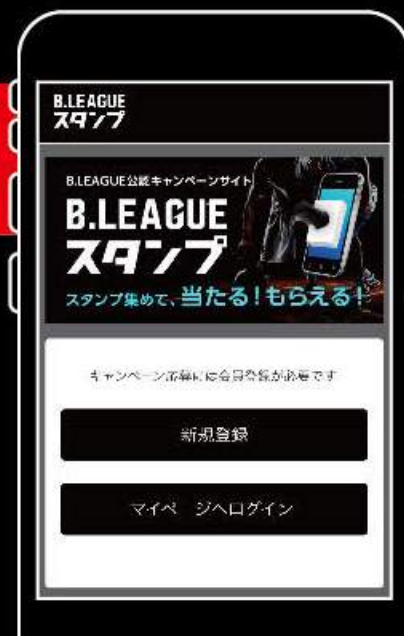 B.LEAGUE
スタンプ
B.LEAGUE公認キャンペーンサイト
B.LEAGUE
スタンプ
スタンプ集めて、当たる!もらえる!
キャンペーン応募には会員登録が必要です
新規登録
マイページへログイン